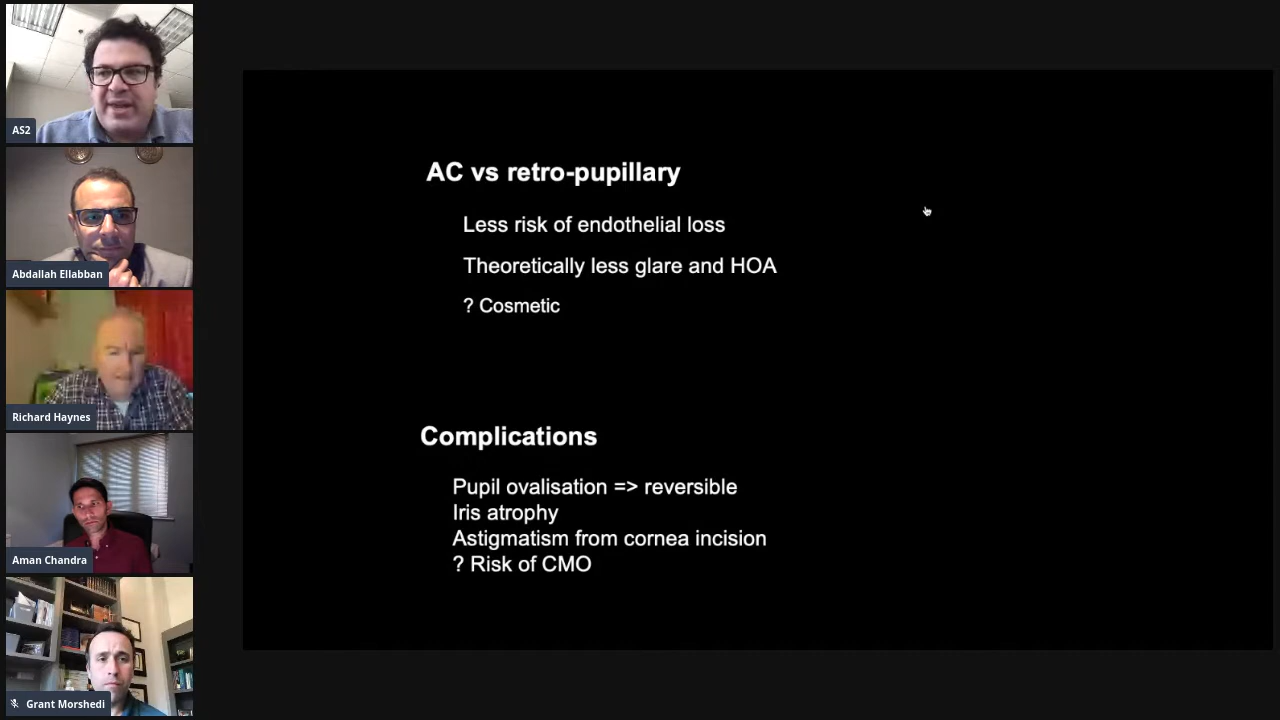 AS2
Abdallah Ellabban
Richard Haynes
Aman Chandra
Grant Morshedi
AC vs retro-pupillary
Less risk of endothelial loss
Theoretically less glare and HOA
? Cosmetic
Complications
Pupil ovalisation => reversible
Iris atrophy
Astigmatism from cornea incision
? Risk of CMO